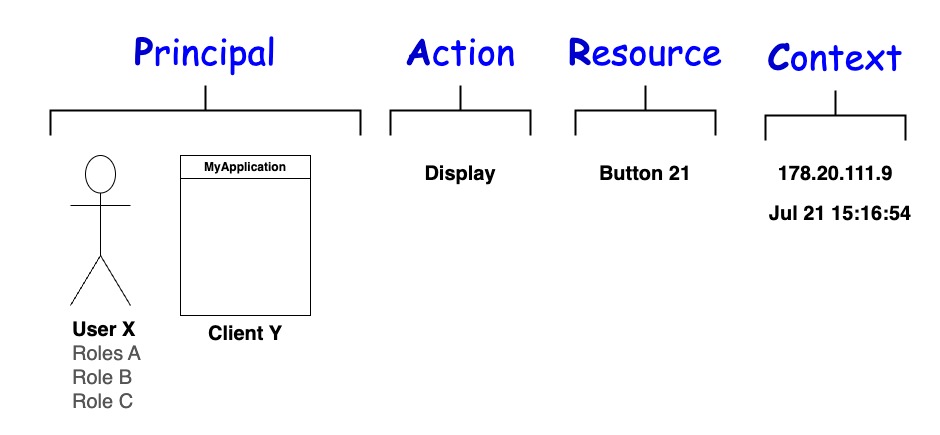 Principal
Action
Resource
Context
MyApplication
Display
Button 21
178.20.111.9
Jul 21 15:16:54
User X
Roles A
Role B
Role C
Client Y